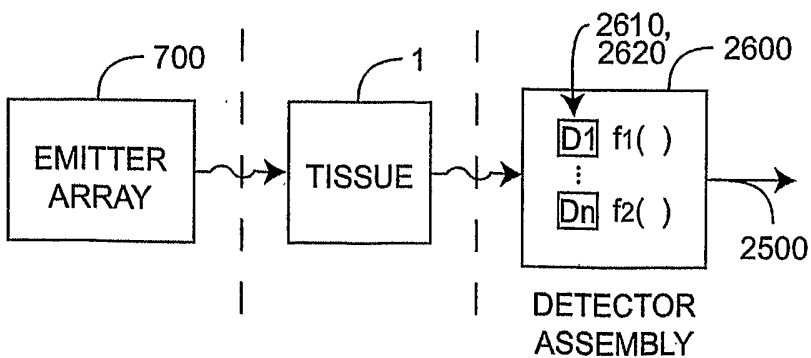 700
1
2610,
2620
2600
EMITTER
ARRAY
TISSUE
D1 f1( )
⋮
Dn f2( )
2500
DETECTOR
ASSEMBLY